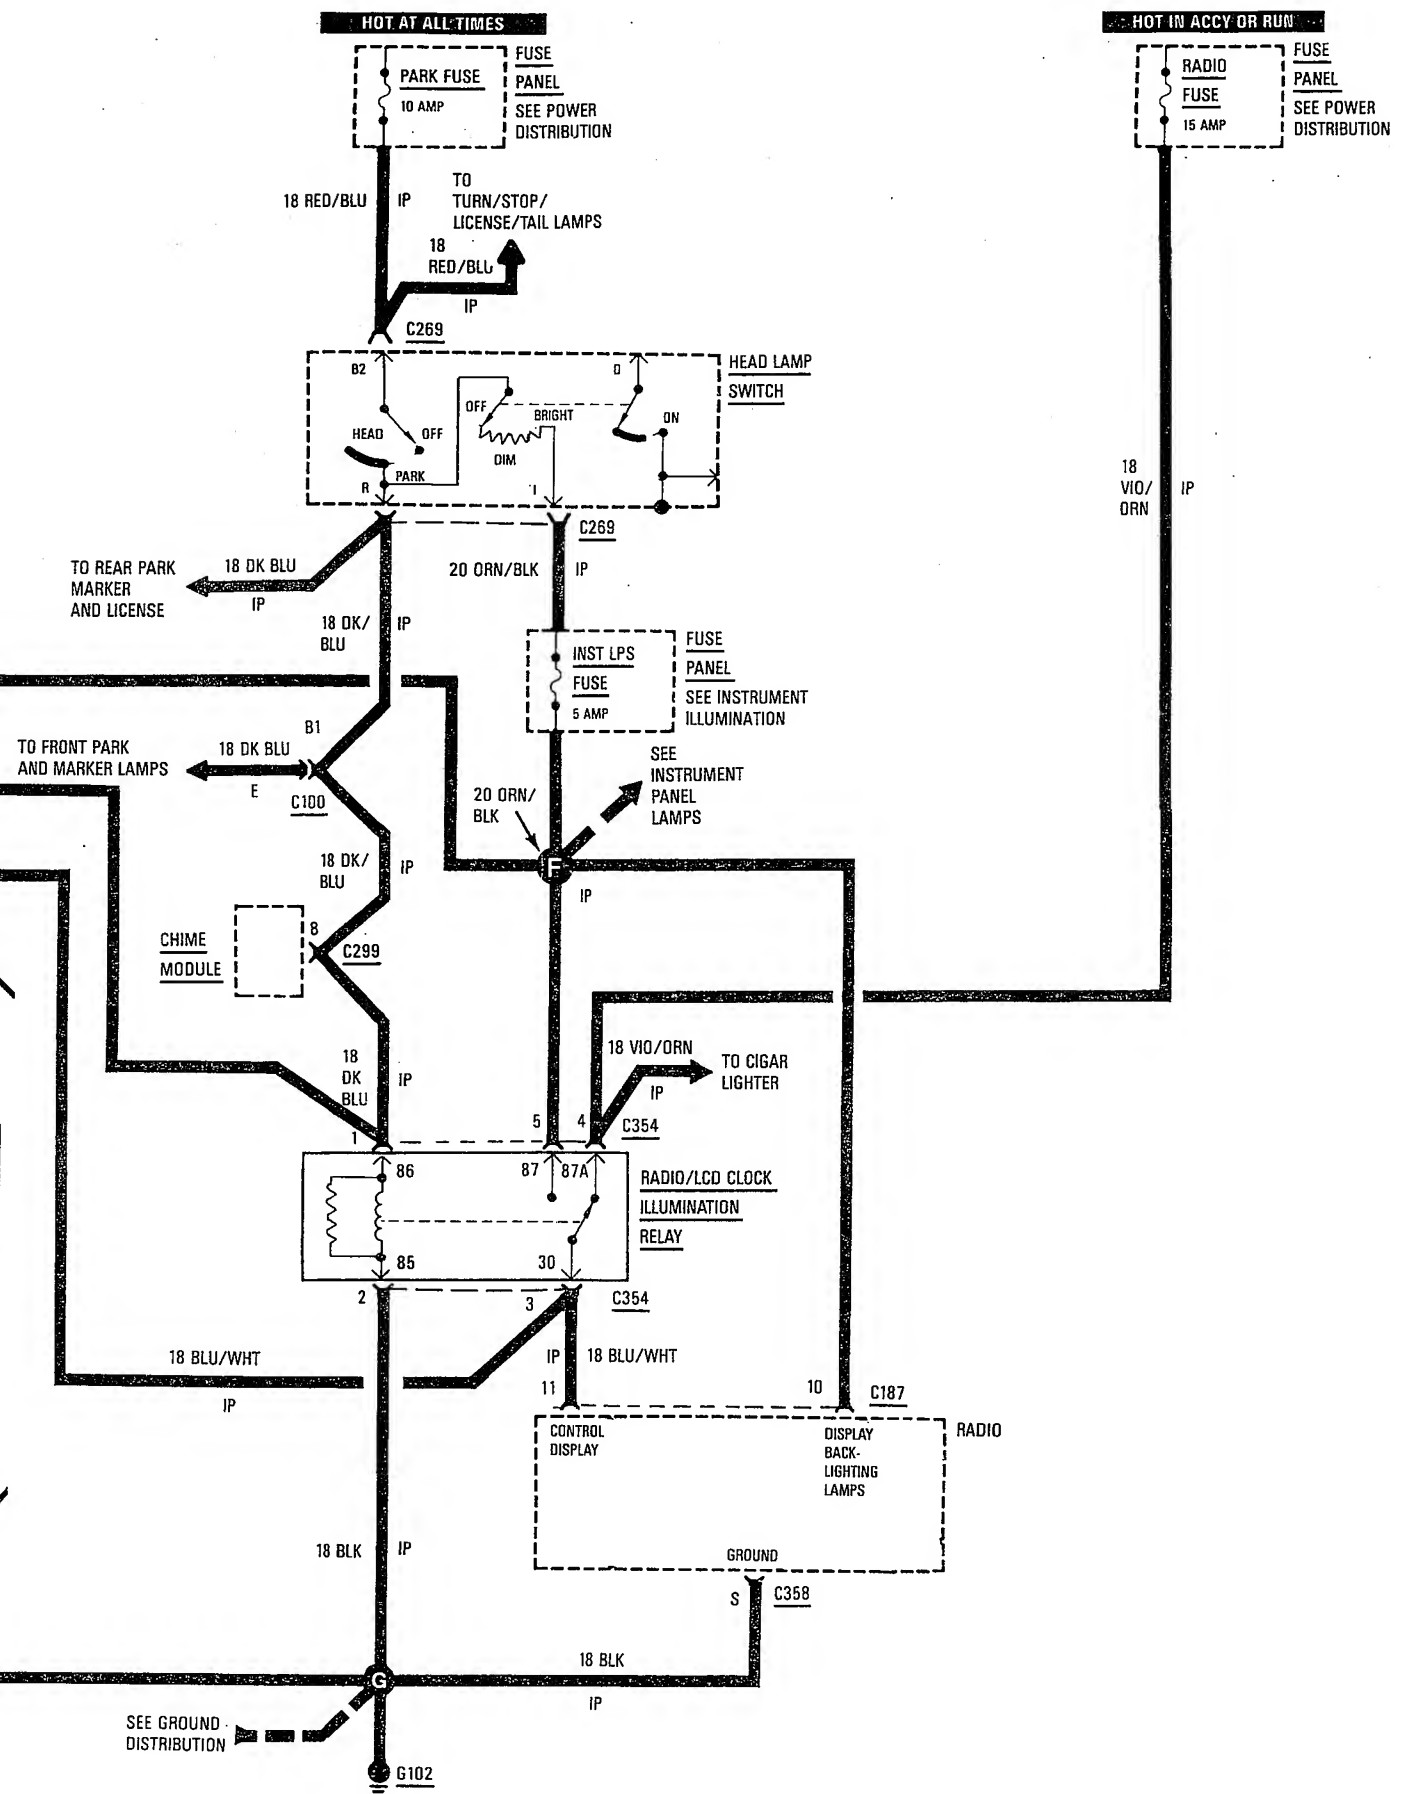 HOT AT ALL TIMES
HOT IN ACCY OR RUN
PARK FUSE
10 AMP
FUSE
PANEL
SEE POWER
DISTRIBUTION
RADIO
FUSE
15 AMP
FUSE
PANEL
SEE POWER
DISTRIBUTION
18 RED/BLU
IP
TO
TURN/STOP/
LICENSE/TAIL LAMPS
18
RED/BLU
IP
C269
B2
D
HEAD LAMP
SWITCH
OFF
BRIGHT
ON
HEAD
OFF
DIM
PARK
R
I
C269
18
VIO/
ORN
IP
TO REAR PARK
MARKER
AND LICENSE
18 DK BLU
IP
20 ORN/BLK
IP
18 DK/
BLU
IP
INST LPS
FUSE
5 AMP
FUSE
PANEL
SEE INSTRUMENT
ILLUMINATION
B1
TO FRONT PARK
AND MARKER LAMPS
18 DK BLU
E
C100
SEE
INSTRUMENT
PANEL
LAMPS
20 ORN/
BLK
F
IP
18 DK/
BLU
IP
CHIME
MODULE
8
C299
18
DK
BLU
IP
18 VIO/ORN
IP
TO CIGAR
LIGHTER
1
5
4
C354
86
87
87A
RADIO/LCD CLOCK
ILLUMINATION
RELAY
85
30
2
3
C354
18 BLU/WHT
IP
IP
18 BLU/WHT
11
10
C187
CONTROL
DISPLAY
DISPLAY
BACK-
LIGHTING
LAMPS
RADIO
18 BLK
IP
GROUND
S
C358
18 BLK
IP
G
SEE GROUND
DISTRIBUTION
G102